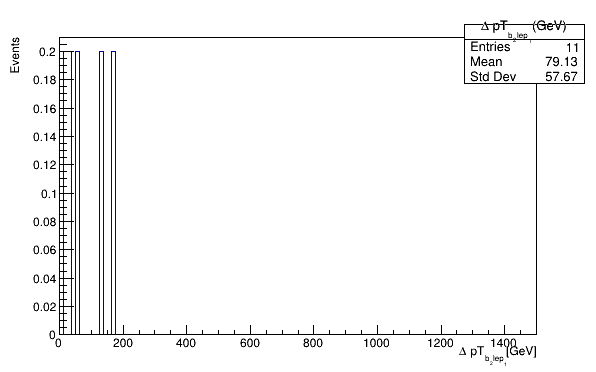 Δ pT_b2lep1 (GeV)
Entries 11
Mean 79.13
Std Dev 57.67
Events
0.2
0.18
0.16
0.14
0.12
0.1
0.08
0.06
0.04
0.02
0
0 200 400 600 800 1000 1200 1400
Δ pT_b2lep1 [GeV]